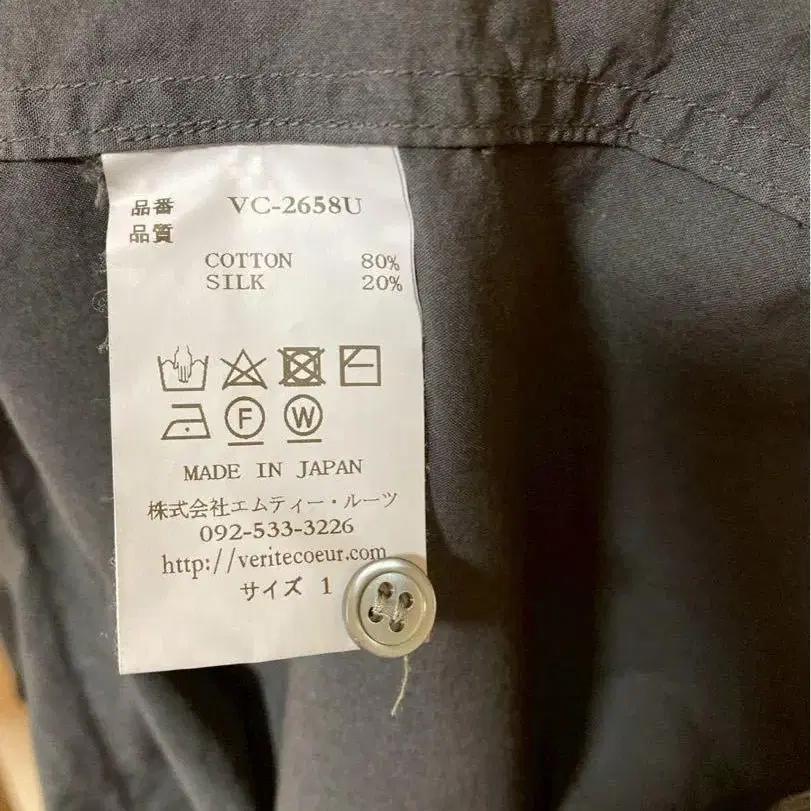 品番 VC-2658U
品質
COTTON 80%
SILK 20%
F W
MADE IN JAPAN
株式会社エムティー・ルーツ
092-533-3226
http://veritecoeur.com
サイズ 1